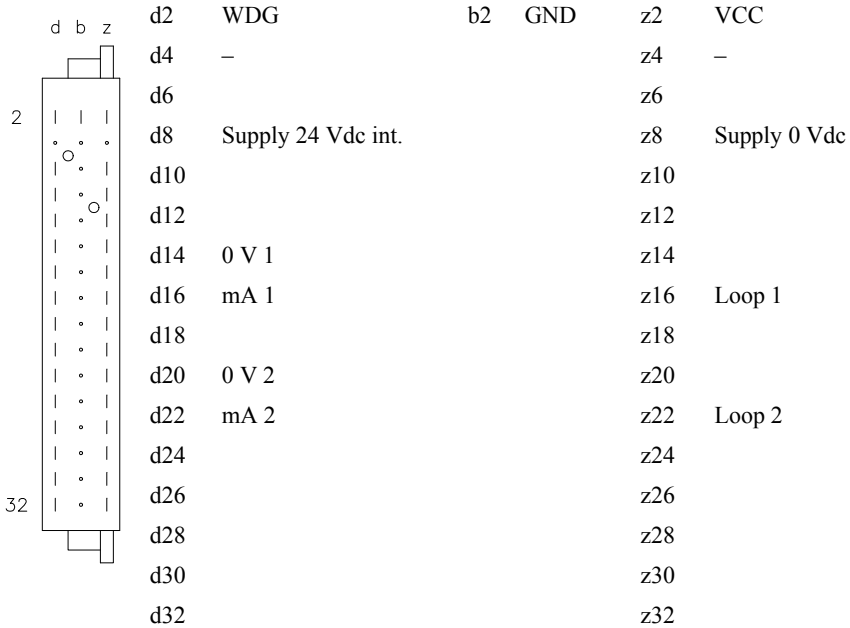 d b z
2
32
d2 WDG b2 GND z2 VCC
d4 – z4 –
d6 z6
d8 Supply 24 Vdc int. z8 Supply 0 Vdc
d10 z10
d12 z12
d14 0 V 1 z14
d16 mA 1 z16 Loop 1
d18 z18
d20 0 V 2 z20
d22 mA 2 z22 Loop 2
d24 z24
d26 z26
d28 z28
d30 z30
d32 z32